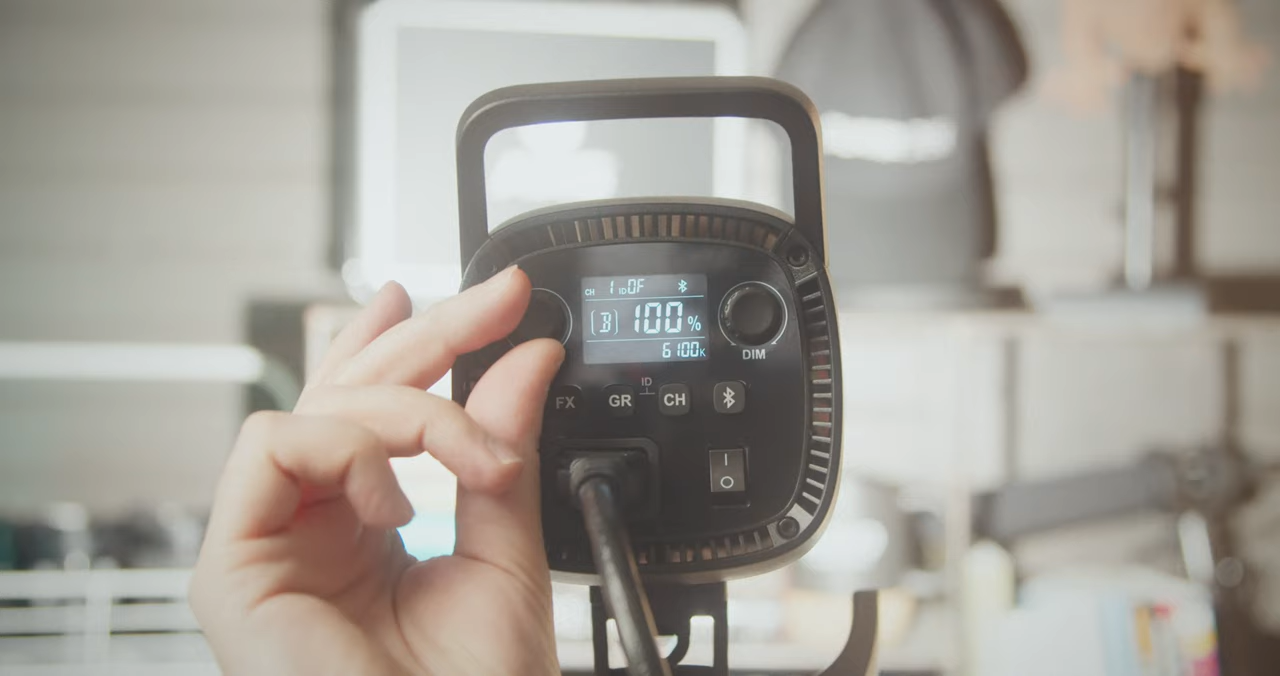 CH 1 ID OF
[B] 100%
6100K
DIM
ID
FX GR CH
I
O